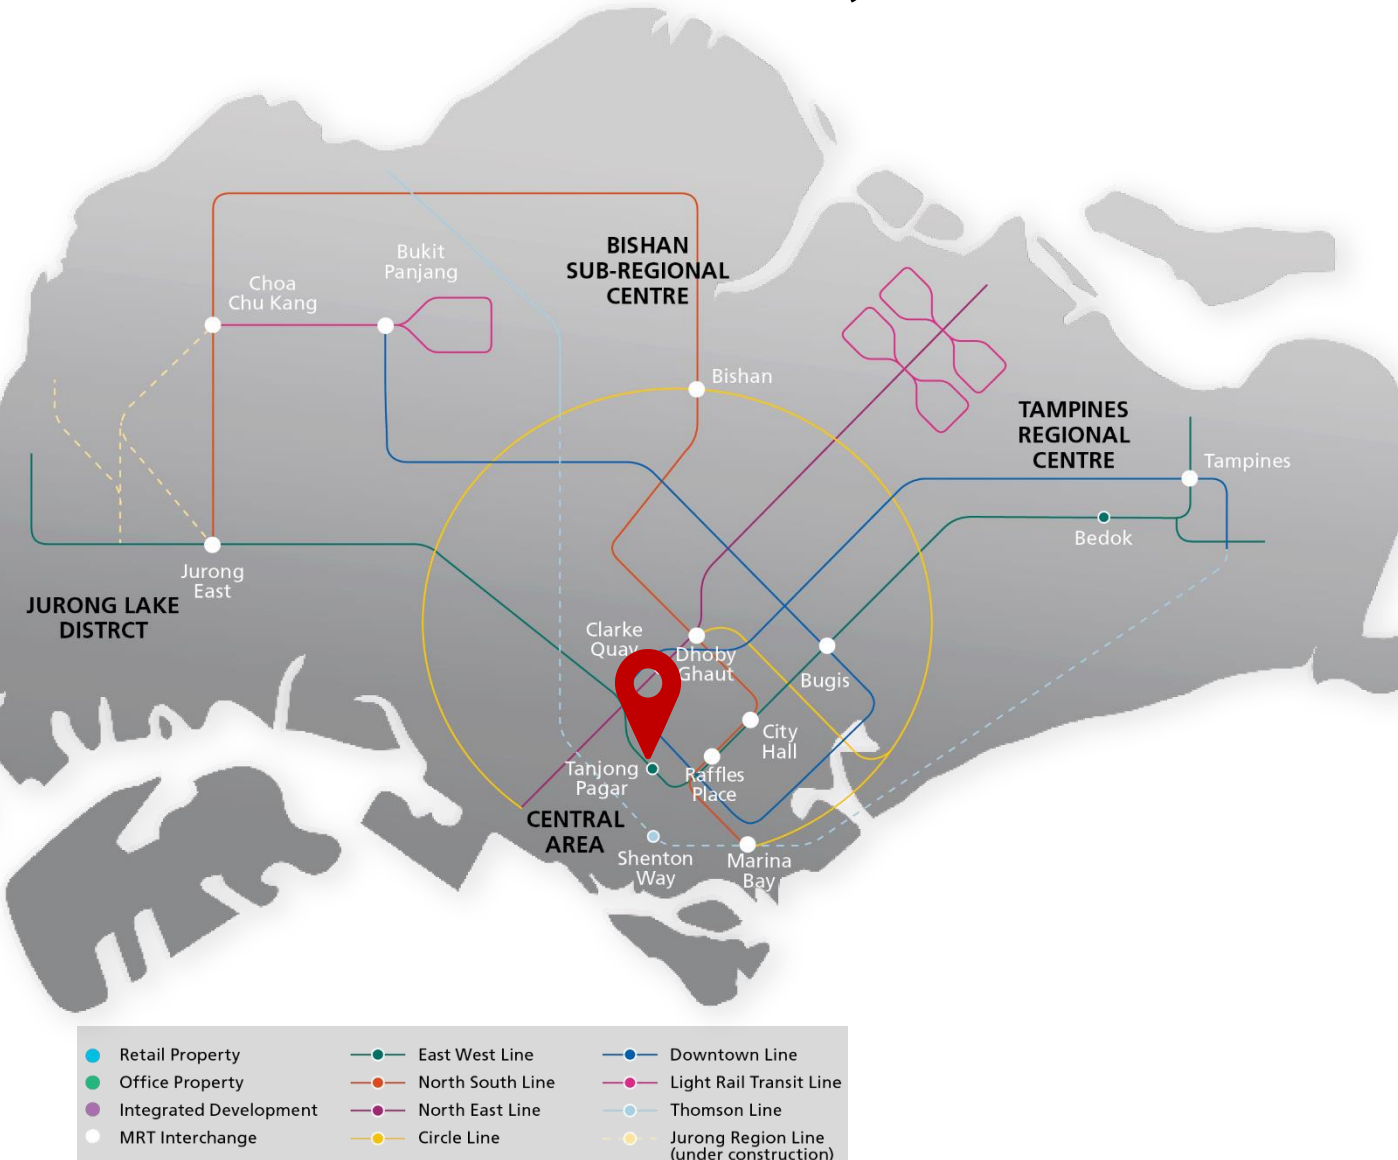 BISHAN
SUB-REGIONAL
CENTRE
Bukit
Panjang
Choa
Chu Kang
Bishan
TAMPINES
REGIONAL
CENTRE
Tampines
Bedok
Jurong
East
JURONG LAKE
DISTRCT
Clarke
Quay
Dhoby
Ghaut
Bugis
City
Hall
Tanjong
Pagar
Raffles
Place
CENTRAL
AREA
Shenton
Way
Marina
Bay
Retail Property
Office Property
Integrated Development
MRT Interchange
East West Line
North South Line
North East Line
Circle Line
Downtown Line
Light Rail Transit Line
Thomson Line
Jurong Region Line
(under construction)